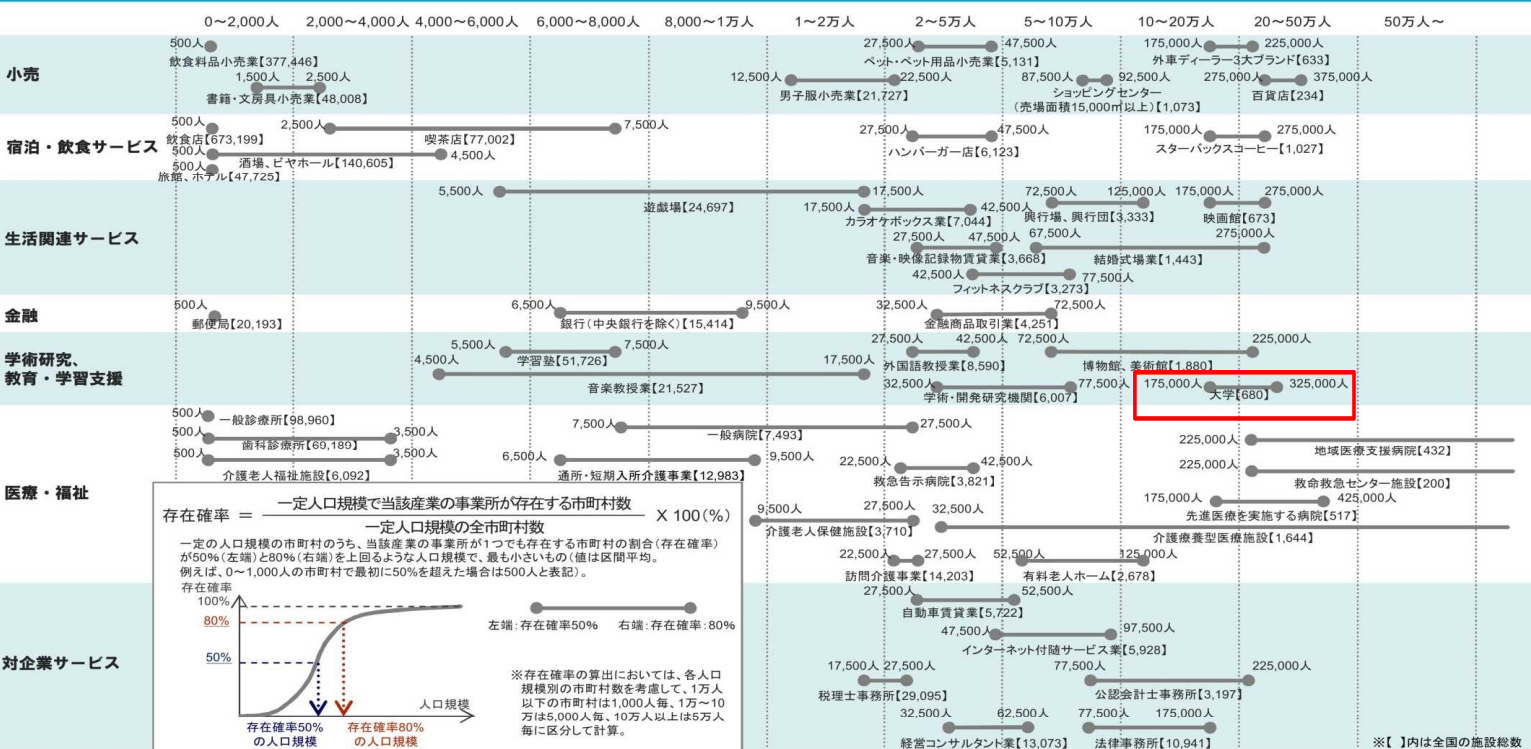 0～2,000人 2,000～4,000人 4,000～6,000人 6,000～8,000人 8,000～1万人 1～2万人 2～5万人 5～10万人 10～20万人 20～50万人 50万人～
小売
500人
飲食料品小売業【377,446】
1,500人 2,500人
書籍・文房具小売業【48,008】
12,500人 22,500人
男子服小売業【21,727】
27,500人 47,500人
ペット・ペット用品小売業【5,131】
87,500人 92,500人
ショッピングセンター
（売場面積15,000㎡以上）【1,073】
175,000人 225,000人
外車ディーラー3大ブランド【633】
275,000人 375,000人
百貨店【234】
宿泊・飲食サービス
500人
飲食店【673,199】
2,500人 7,500人
喫茶店【77,002】
500人 4,500人
酒場、ビヤホール【140,605】
500人
旅館、ホテル【47,725】
27,500人 47,500人
ハンバーガー店【6,123】
175,000人 275,000人
スターバックスコーヒー【1,027】
生活関連サービス
5,500人 17,500人
遊戯場【24,697】
17,500人 42,500人
カラオケボックス業【7,044】
27,500人 47,500人
音楽・映像記録物賃貸業【3,668】
42,500人 77,500人
フィットネスクラブ【3,273】
72,500人 125,000人
興行場、興行団【3,333】
175,000人 275,000人
映画館【673】
67,500人 275,000人
結婚式場業【1,443】
金融
500人
郵便局【20,193】
6,500人 9,500人
銀行（中央銀行を除く）【15,414】
32,500人 72,500人
金融商品取引業【4,251】
学術研究、
教育・学習支援
5,500人 7,500人
学習塾【51,726】
4,500人 17,500人
音楽教授業【21,527】
27,500人 42,500人
外国語教授業【8,590】
32,500人 77,500人
学術・開発研究機関【6,007】
72,500人 225,000人
博物館、美術館【1,880】
175,000人 325,000人
大学【680】
医療・福祉
500人
一般診療所【98,960】
500人 3,500人
歯科診療所【69,189】
500人 3,500人
介護老人福祉施設【6,092】
7,500人 27,500人
一般病院【7,493】
6,500人 9,500人
通所・短期入所介護事業【12,983】
22,500人 42,500人
救急告示病院【3,821】
9,500人 27,500人
介護老人保健施設【3,710】
32,500人
介護療養型医療施設【1,644】
22,500人 27,500人
訪問介護事業【14,203】
52,500人 125,000人
有料老人ホーム【2,678】
225,000人
地域医療支援病院【432】
225,000人
救命救急センター施設【200】
175,000人 425,000人
先進医療を実施する病院【517】
対企業サービス
27,500人 52,500人
自動車賃貸業【5,722】
47,500人 97,500人
インターネット付随サービス業【5,928】
17,500人 27,500人
税理士事務所【29,095】
77,500人 225,000人
公認会計士事務所【3,197】
32,500人 62,500人
経営コンサルタント業【13,073】
77,500人 175,000人
法律事務所【10,941】
存在確率 ＝ 一定人口規模で当該産業の事業所が存在する市町村数
一定人口規模の全市町村数
X 100(%)
一定の人口規模の市町村のうち、当該産業の事業所が1つでも存在する市町村の割合（存在確率）
が50%（左端）と80%（右端）を上回るような人口規模で、最も小さいもの（値は区間平均。
例えば、0～1,000人の市町村で最初に50%を超えた場合は500人と表記）。
存在確率
100%
80%
50%
人口規模
存在確率50%
の人口規模
存在確率80%
の人口規模
左端：存在確率50% 右端：存在確率：80%
※存在確率の算出においては、各人口
規模別の市町村数を考慮して、1万人
以下の市町村は1,000人毎、1万～10
万は5,000人毎、10万人以上は5万人
毎に区分して計算。
※【 】内は全国の施設総数